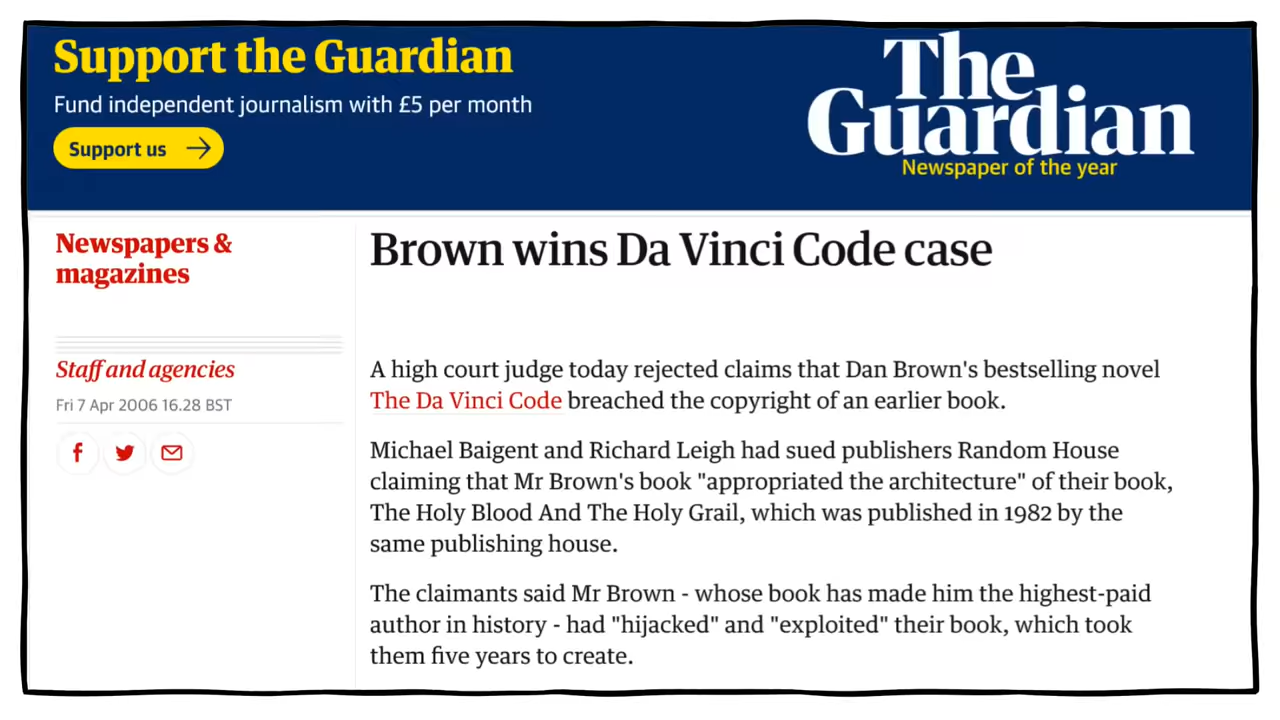 Support the Guardian
Fund independent journalism with £5 per month
Support us
The
Guardian
Newspaper of the year
Newspapers &
magazines
Staff and agencies
Fri 7 Apr 2006 16.28 BST
Brown wins Da Vinci Code case
A high court judge today rejected claims that Dan Brown's bestselling novel
The Da Vinci Code breached the copyright of an earlier book.
Michael Baigent and Richard Leigh had sued publishers Random House
claiming that Mr Brown's book "appropriated the architecture" of their book,
The Holy Blood And The Holy Grail, which was published in 1982 by the
same publishing house.
The claimants said Mr Brown - whose book has made him the highest-paid
author in history - had "hijacked" and "exploited" their book, which took
them five years to create.